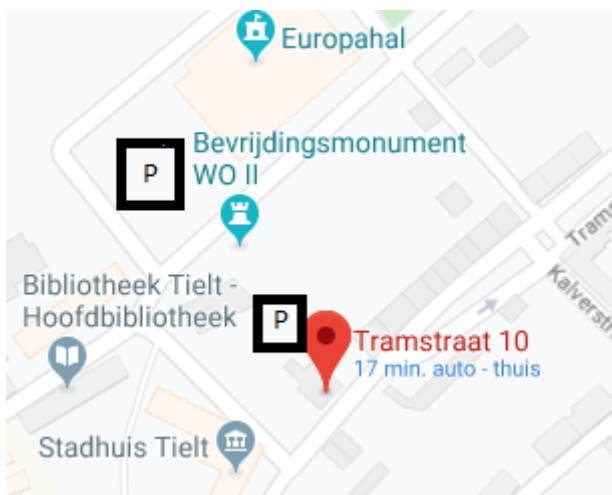 Europahal
Bevrijdingsmonument
WO II
P
Bibliotheek Tielt -
Hoofdbibliotheek
P
Tramstraat 10
17 min. auto - thuis
Stadhuis Tielt